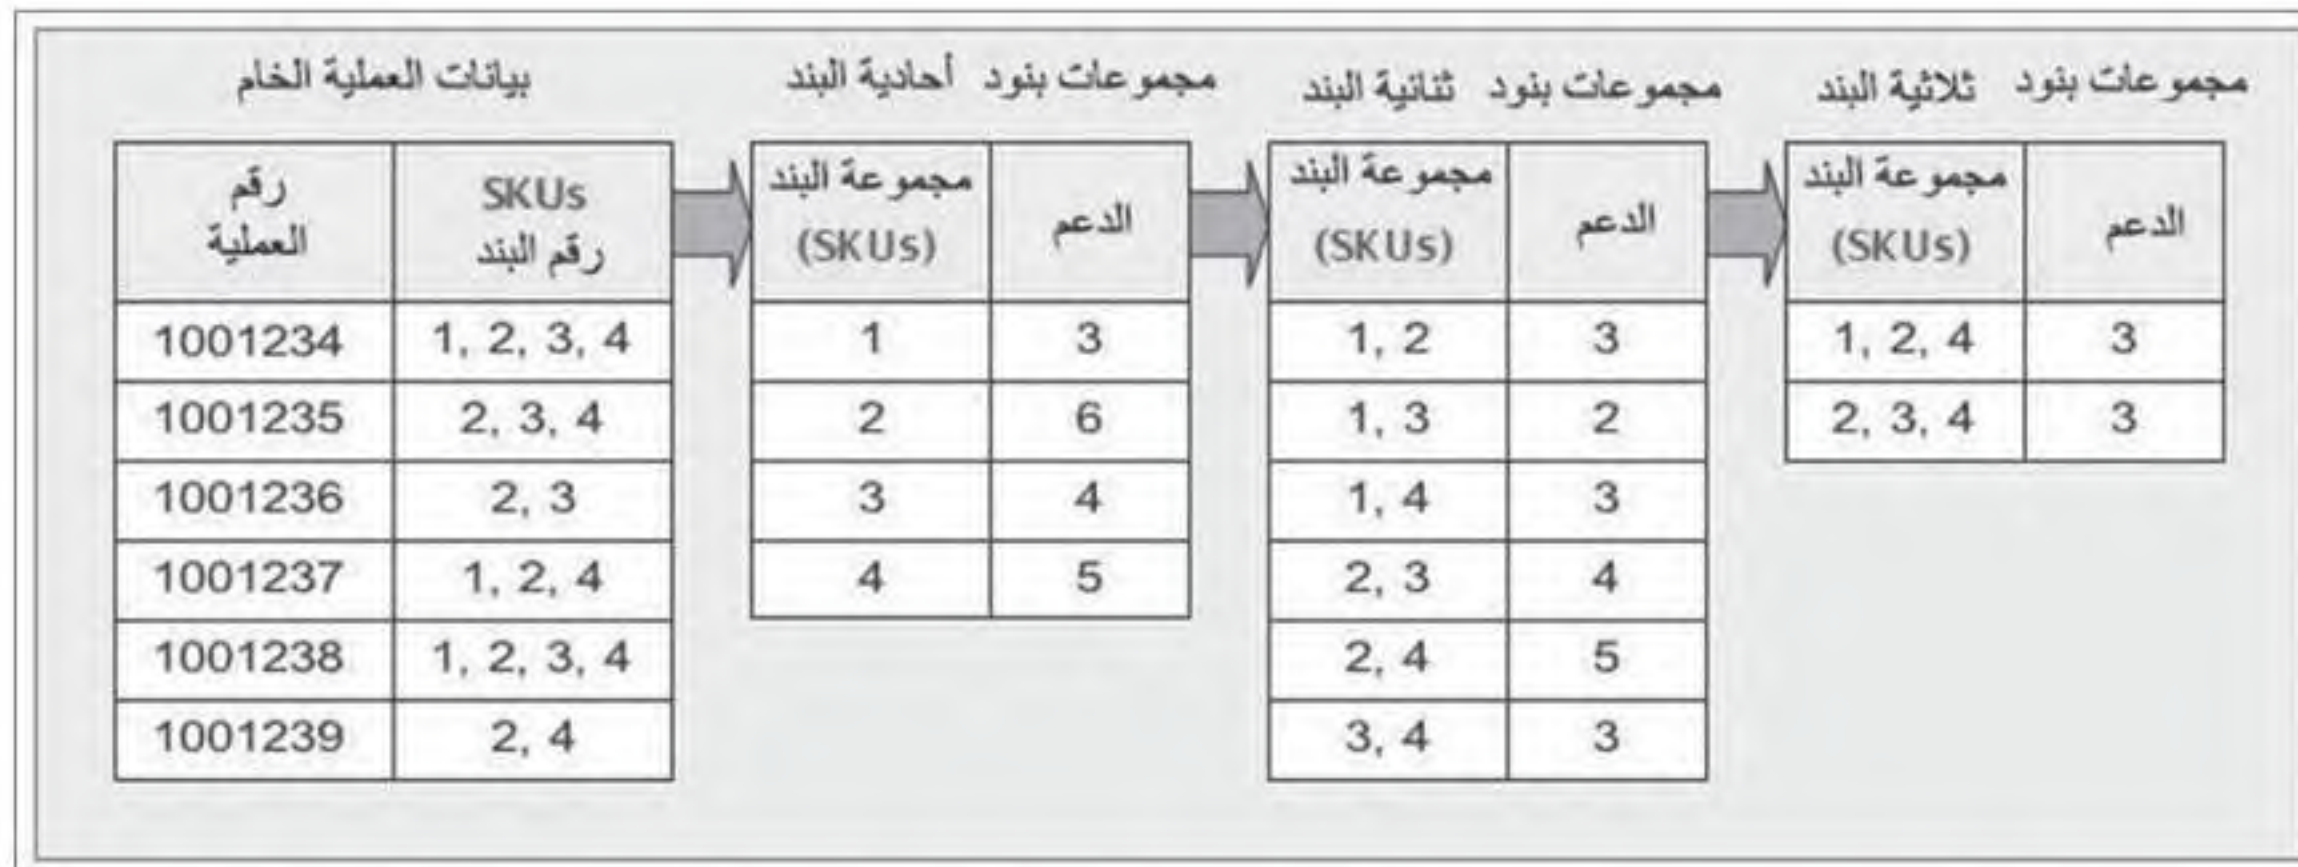 بيانات العملية الخام
رقم العملية | SKUs رقم البند
1001234 | 1, 2, 3, 4
1001235 | 2, 3, 4
1001236 | 2, 3
1001237 | 1, 2, 4
1001238 | 1, 2, 3, 4
1001239 | 2, 4
مجموعات بنود أحادية البند
مجموعة البند (SKUs) | الدعم
1 | 3
2 | 6
3 | 4
4 | 5
مجموعات بنود ثنائية البند
مجموعة البند (SKUs) | الدعم
1, 2 | 3
1, 3 | 2
1, 4 | 3
2, 3 | 4
2, 4 | 5
3, 4 | 3
مجموعات بنود ثلاثية البند
مجموعة البند (SKUs) | الدعم
1, 2, 4 | 3
2, 3, 4 | 3